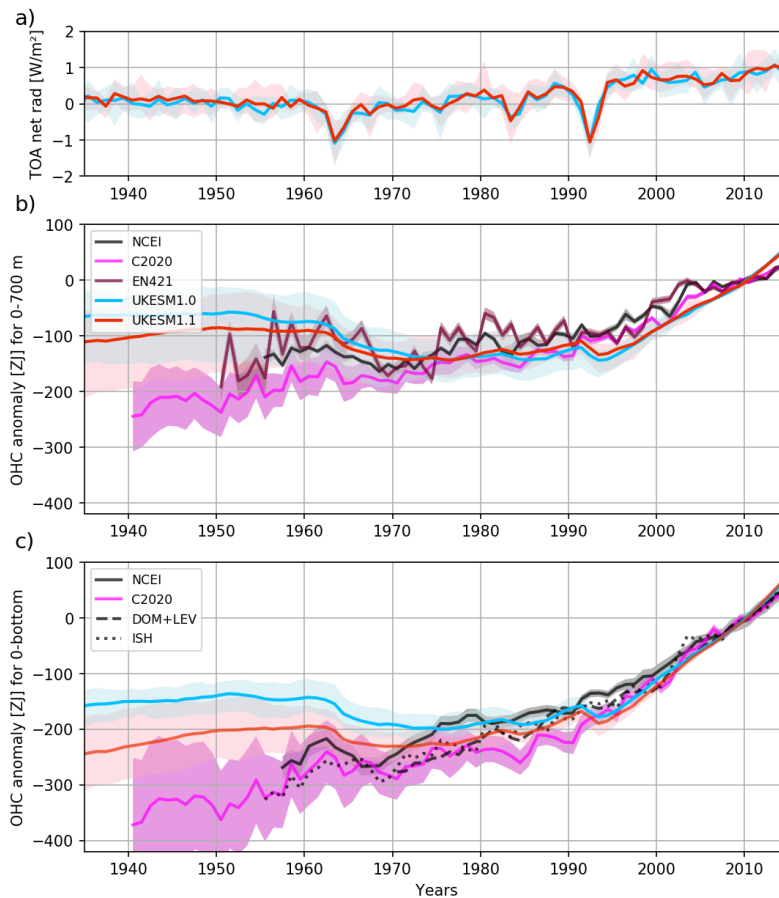 a)
TOA net rad [W/m²]
2
1
0
−1
−2
1940 1950 1960 1970 1980 1990 2000 2010
b)
OHC anomaly [ZJ] for 0-700 m
100
0
−100
−200
−300
−400
NCEI
C2020
EN421
UKESM1.0
UKESM1.1
1940 1950 1960 1970 1980 1990 2000 2010
c)
OHC anomaly [ZJ] for 0-bottom
100
0
−100
−200
−300
−400
NCEI
C2020
DOM+LEV
ISH
1940 1950 1960 1970 1980 1990 2000 2010
Years